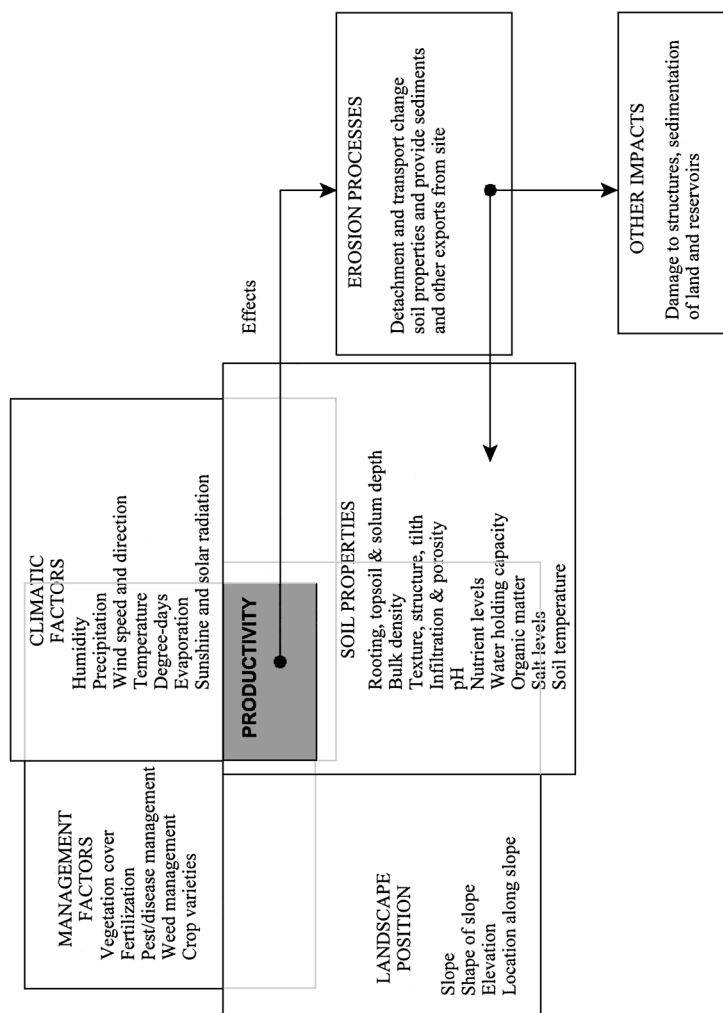 MANAGEMENT
FACTORS
Vegetation cover
Fertilization
Pest/disease management
Weed management
Crop varieties
CLIMATIC
FACTORS
Humidity
Precipitation
Wind speed and direction
Temperature
Degree-days
Evaporation
Sunshine and solar radiation
PRODUCTIVITY
Effects
LANDSCAPE
POSITION
Slope
Shape of slope
Elevation
Location along slope
SOIL PROPERTIES
Rooting, topsoil & solum depth
Bulk density
Texture, structure, tilth
Infiltration & porosity
pH
Nutrient levels
Water holding capacity
Organic matter
Salt levels
Soil temperature
EROSION PROCESSES
Detachment and transport change
soil properties and provide sediments
and other exports from site
OTHER IMPACTS
Damage to structures, sedimentation
of land and reservoirs